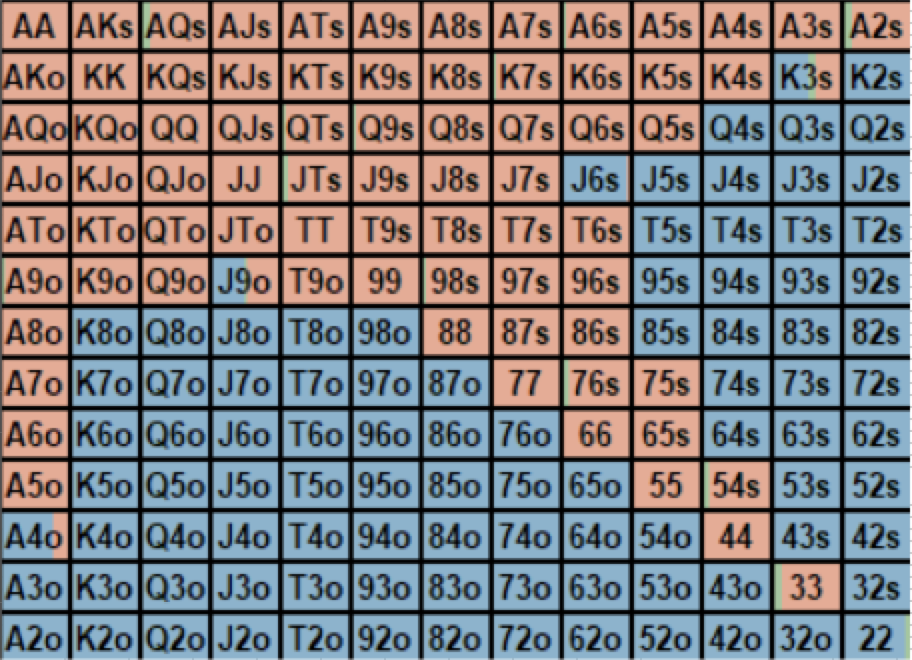 AA AKs AQs AJs ATs A9s A8s A7s A6s A5s A4s A3s A2s
AKo KK KQs KJs KTs K9s K8s K7s K6s K5s K4s K3s K2s
AQo KQo QQ QJs QTs Q9s Q8s Q7s Q6s Q5s Q4s Q3s Q2s
AJo KJo QJo JJ JTs J9s J8s J7s J6s J5s J4s J3s J2s
ATo KTo QTo JTo TT T9s T8s T7s T6s T5s T4s T3s T2s
A9o K9o Q9o J9o T9o 99 98s 97s 96s 95s 94s 93s 92s
A8o K8o Q8o J8o T8o 98o 88 87s 86s 85s 84s 83s 82s
A7o K7o Q7o J7o T7o 97o 87o 77 76s 75s 74s 73s 72s
A6o K6o Q6o J6o T6o 96o 86o 76o 66 65s 64s 63s 62s
A5o K5o Q5o J5o T5o 95o 85o 75o 65o 55 54s 53s 52s
A4o K4o Q4o J4o T4o 94o 84o 74o 64o 54o 44 43s 42s
A3o K3o Q3o J3o T3o 93o 83o 73o 63o 53o 43o 33 32s
A2o K2o Q2o J2o T2o 92o 82o 72o 62o 52o 42o 32o 22